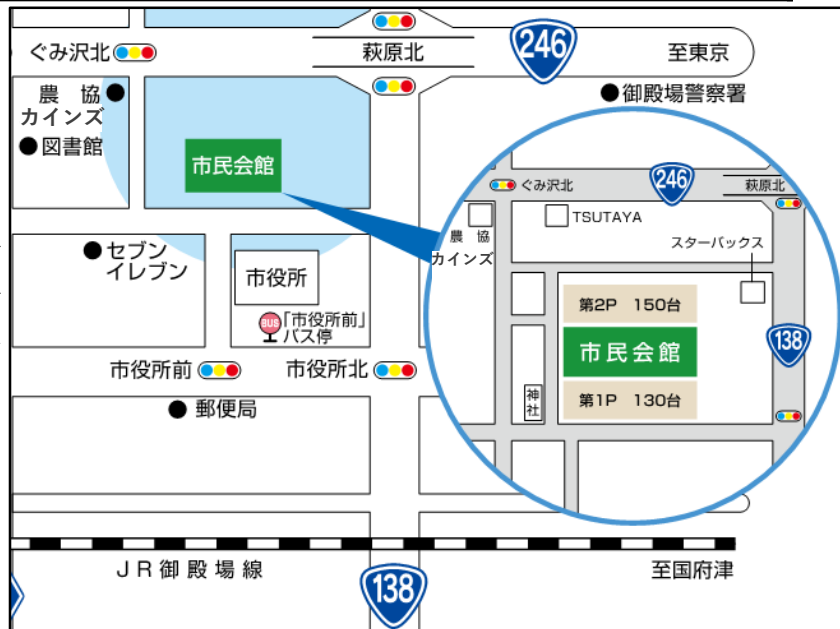 ぐみ沢北
萩原北
246
至東京
農 協
カインズ
図書館
御殿場警察署
市民会館
セブン
イレブン
市役所
BUS
「市役所前」
バス停
市役所前
市役所北
郵便局
JR御殿場線
138
至国府津
ぐみ沢北
246
萩原北
TSUTAYA
農 協
カインズ
スターバックス
第2P 150台
市民会館
第1P 130台
神社
138